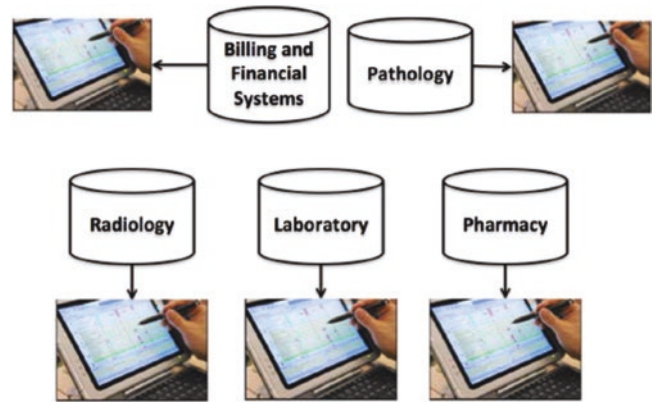 Billing and
Financial
Systems
Pathology
Radiology
Laboratory
Pharmacy